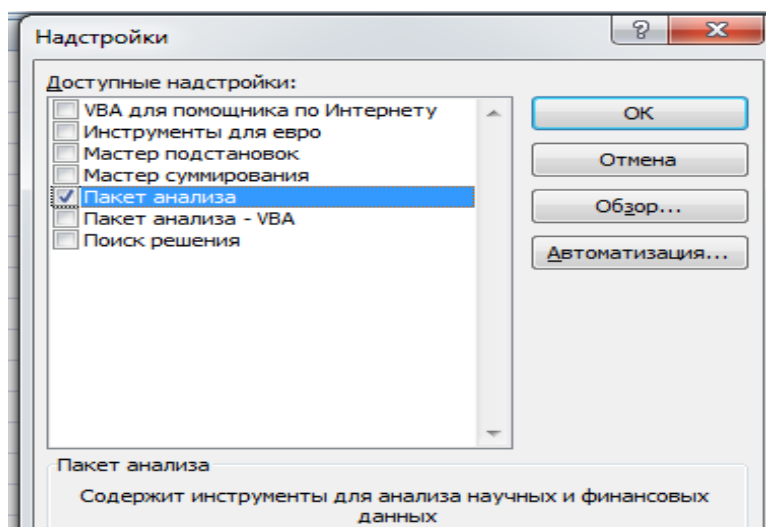 Надстройки
Доступные надстройки:
VBA для помощника по Интернету
Инструменты для евро
Мастер подстановок
Мастер суммирования
Пакет анализа
Пакет анализа - VBA
Поиск решения
ОК
Отмена
Обзор...
Автоматизация...
Пакет анализа
Содержит инструменты для анализа научных и финансовых
данных